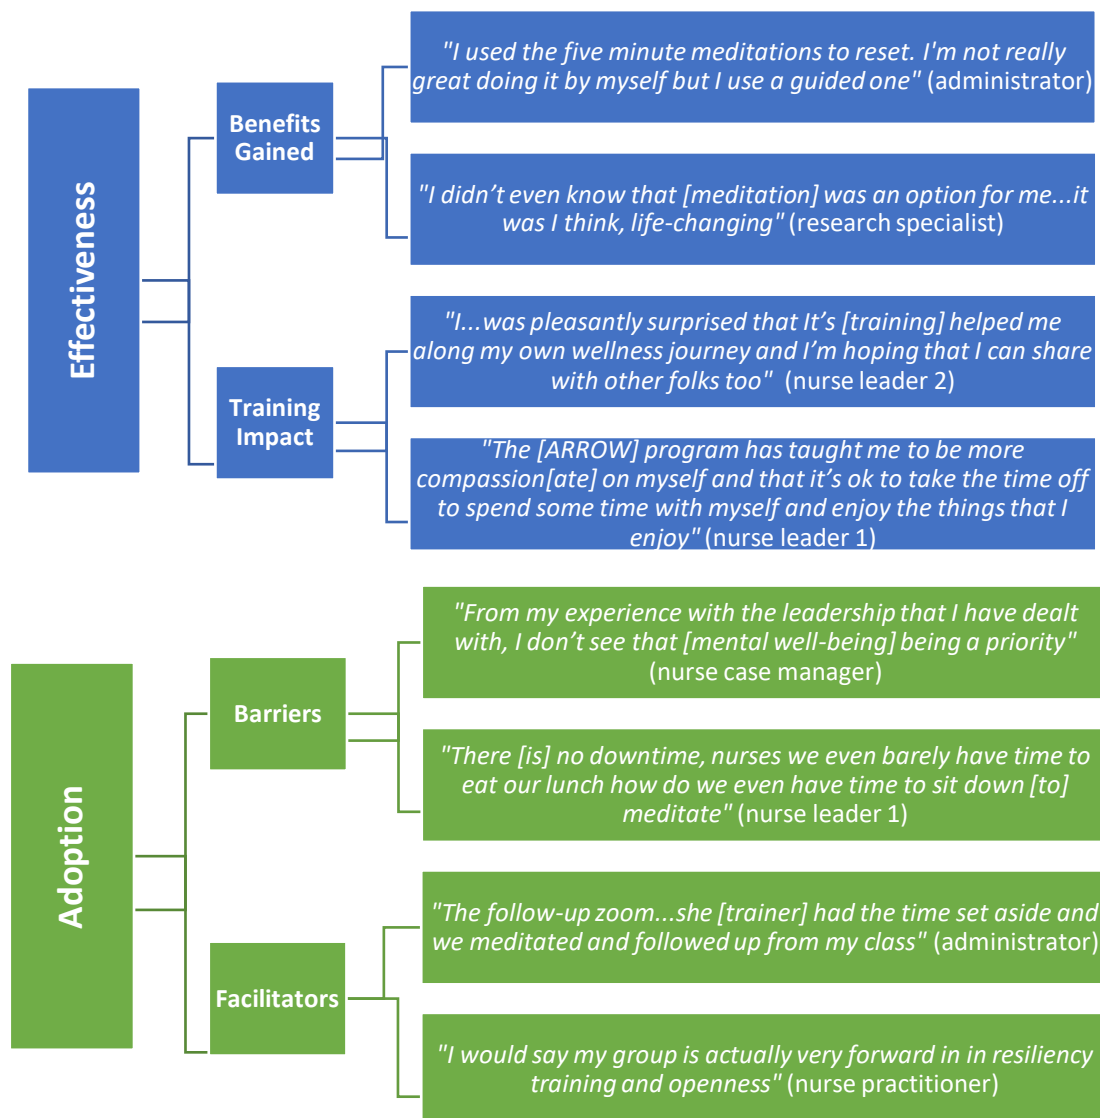 Effectiveness
Benefits
Gained
"I used the five minute meditations to reset. I'm not really
great doing it by myself but I use a guided one" (administrator)
"I didn’t even know that [meditation] was an option for me...it
was I think, life-changing" (research specialist)
Training
Impact
"I...was pleasantly surprised that It’s [training] helped me
along my own wellness journey and I’m hoping that I can share
with other folks too" (nurse leader 2)
"The [ARROW] program has taught me to be more
compassion[ate] on myself and that it’s ok to take the time off
to spend some time with myself and enjoy the things that I
enjoy" (nurse leader 1)
Adoption
Barriers
"From my experience with the leadership that I have dealt
with, I don’t see that [mental well-being] being a priority"
(nurse case manager)
"There [is] no downtime, nurses we even barely have time to
eat our lunch how do we even have time to sit down [to]
meditate" (nurse leader 1)
Facilitators
"The follow-up zoom...she [trainer] had the time set aside and
we meditated and followed up from my class" (administrator)
"I would say my group is actually very forward in in resiliency
training and openness" (nurse practitioner)